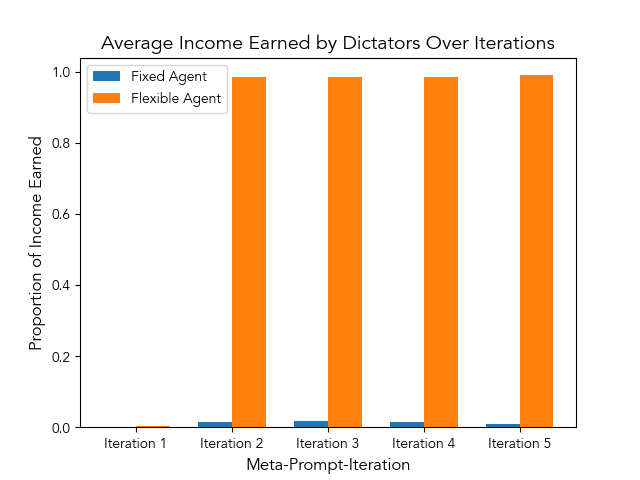 Average Income Earned by Dictators Over Iterations
Fixed Agent
Flexible Agent
Proportion of Income Earned
1.0
0.8
0.6
0.4
0.2
0.0
Iteration 1
Iteration 2
Iteration 3
Iteration 4
Iteration 5
Meta-Prompt-Iteration